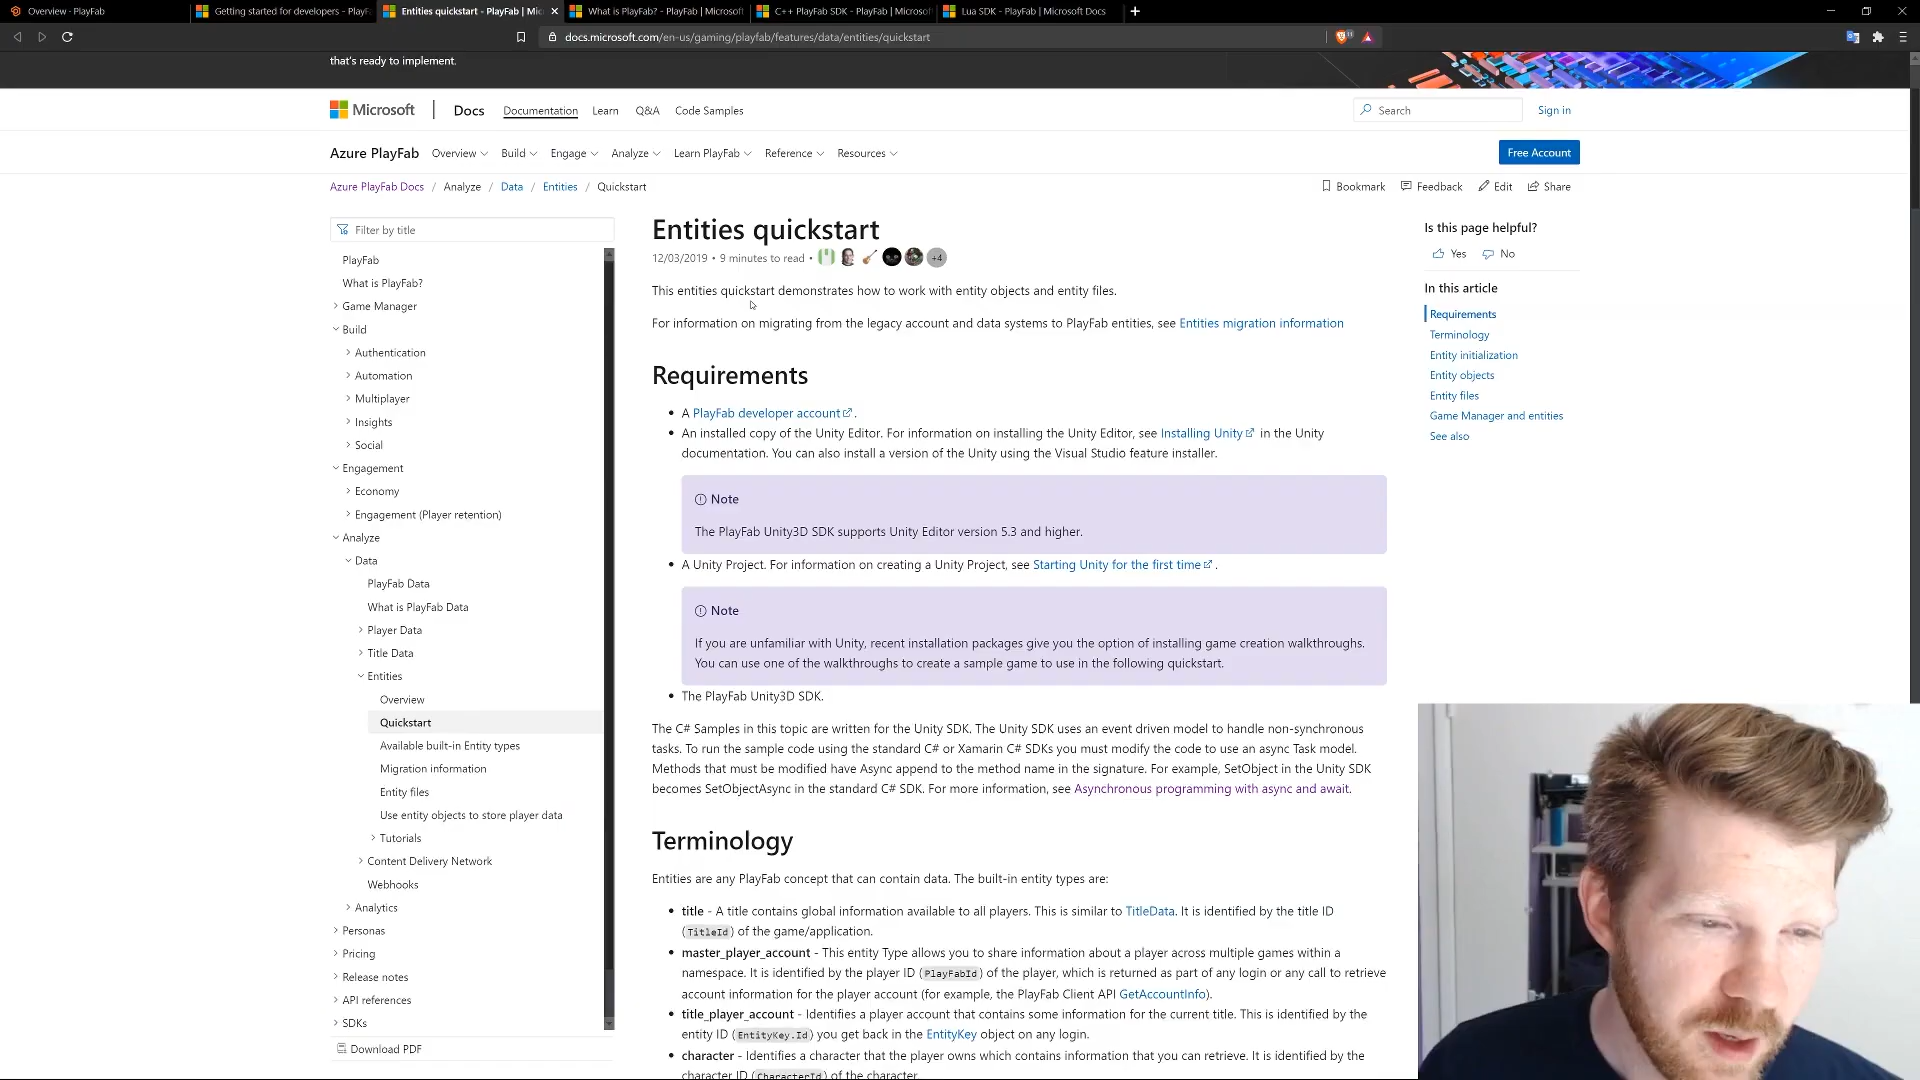 Overview - PlayFab
Getting started for developers - PlayF
Entities quickstart - PlayFab | Mic
What is PlayFab? - PlayFab | Microsof
C++ PlayFab SDK - PlayFab | Microsof
Lua SDK - PlayFab | Microsoft Docs
docs.microsoft.com/en-us/gaming/playfab/features/data/entities/quickstart
that's ready to implement.
Microsoft Docs Documentation Learn Q&A Code Samples
Search
Sign in
Azure PlayFab Overview Build Engage Analyze Learn PlayFab Reference Resources
Free Account
Azure PlayFab Docs / Analyze / Data / Entities / Quickstart
Bookmark Feedback Edit Share
Filter by title
PlayFab
What is PlayFab?
Game Manager
Build
Authentication
Automation
Multiplayer
Insights
Social
Engagement
Economy
Engagement (Player retention)
Analyze
Data
PlayFab Data
What is PlayFab Data
Player Data
Title Data
Entities
Overview
Quickstart
Available built-in Entity types
Migration information
Entity files
Use entity objects to store player data
Tutorials
Content Delivery Network
Webhooks
Analytics
Personas
Pricing
Release notes
API references
SDKs
Download PDF
Entities quickstart
12/03/2019 • 9 minutes to read • +4
This entities quickstart demonstrates how to work with entity objects and entity files.
For information on migrating from the legacy account and data systems to PlayFab entities, see Entities migration information
Requirements
• A PlayFab developer account.
• An installed copy of the Unity Editor. For information on installing the Unity Editor, see Installing Unity in the Unity
documentation. You can also install a version of the Unity using the Visual Studio feature installer.
Note
The PlayFab Unity3D SDK supports Unity Editor version 5.3 and higher.
• A Unity Project. For information on creating a Unity Project, see Starting Unity for the first time.
Note
If you are unfamiliar with Unity, recent installation packages give you the option of installing game creation walkthroughs.
You can use one of the walkthroughs to create a sample game to use in the following quickstart.
• The PlayFab Unity3D SDK.
The C# Samples in this topic are written for the Unity SDK. The Unity SDK uses an event driven model to handle non-synchronous
tasks. To run the sample code using the standard C# or Xamarin C# SDKs you must modify the code to use an async Task model.
Methods that must be modified have Async append to the method name in the signature. For example, SetObject in the Unity SDK
becomes SetObjectAsync in the standard C# SDK. For more information, see Asynchronous programming with async and await.
Terminology
Entities are any PlayFab concept that can contain data. The built-in entity types are:
• title - A title contains global information available to all players. This is similar to TitleData. It is identified by the title ID
(TitleId) of the game/application.
• master_player_account - This entity Type allows you to share information about a player across multiple games within a
namespace. It is identified by the player ID (PlayFabId) of the player, which is returned as part of any login or any call to retrieve
account information for the player account (for example, the PlayFab Client API GetAccountInfo).
• title_player_account - Identifies a player account that contains some information for the current title. This is identified by the
entity ID (EntityKey.Id) you get back in the EntityKey object on any login.
• character - Identifies a character that the player owns which contains information that you can retrieve. It is identified by the
character ID (CharacterId) of the character.
Is this page helpful?
Yes No
In this article
Requirements
Terminology
Entity initialization
Entity objects
Entity files
Game Manager and entities
See also